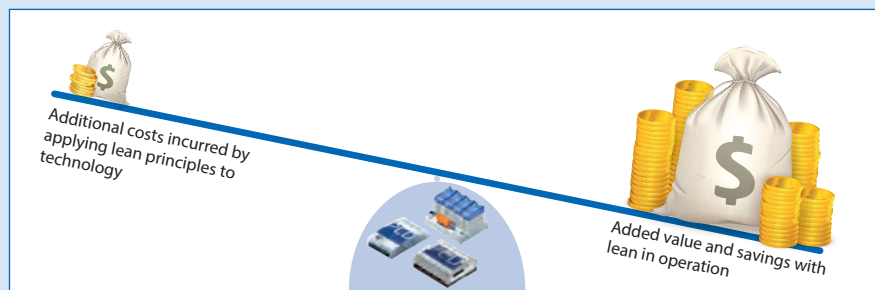 $
Additional costs incurred by
applying lean principles to
technology
$
Added value and savings with
lean in operation